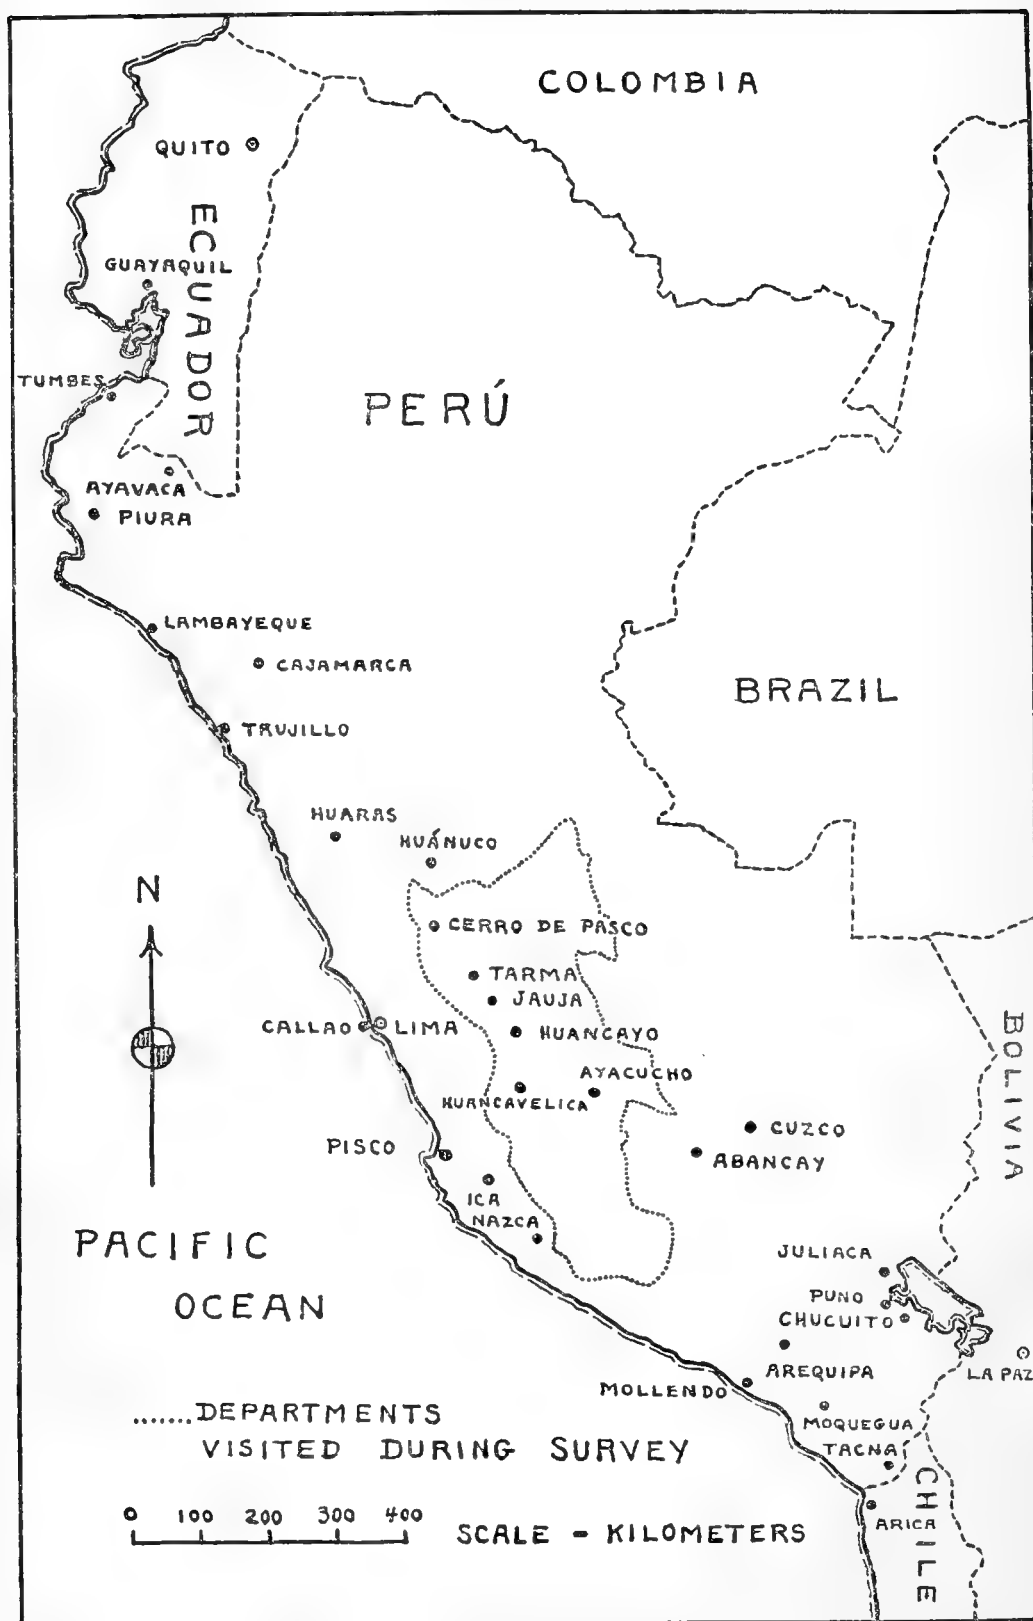 COLOMBIA
QUITO
ECUADOR
GUAYAQUIL
TUMBES
PERÚ
AYAVACA
PIURA
LAMBAYEQUE
CAJAMARCA
BRAZIL
TRUJILLO
HUARAS
HUÁNUCO
N
CERRO DE PASCO
TARMA
JAUJA
CALLAO
LIMA
HUANCAYO
BOLIVIA
AYACUCHO
HUANCAVELICA
CUZCO
PISCO
ABANCAY
ICA
NAZCA
PACIFIC
OCEAN
JULIACA
PUNO
CHUCUITO
AREQUIPA
LA PAZ
MOLLENDO
MOQUEGUA
TACNA
.......DEPARTMENTS
VISITED DURING SURVEY
CHILE
ARICA
0 100 200 300 400
SCALE - KILOMETERS